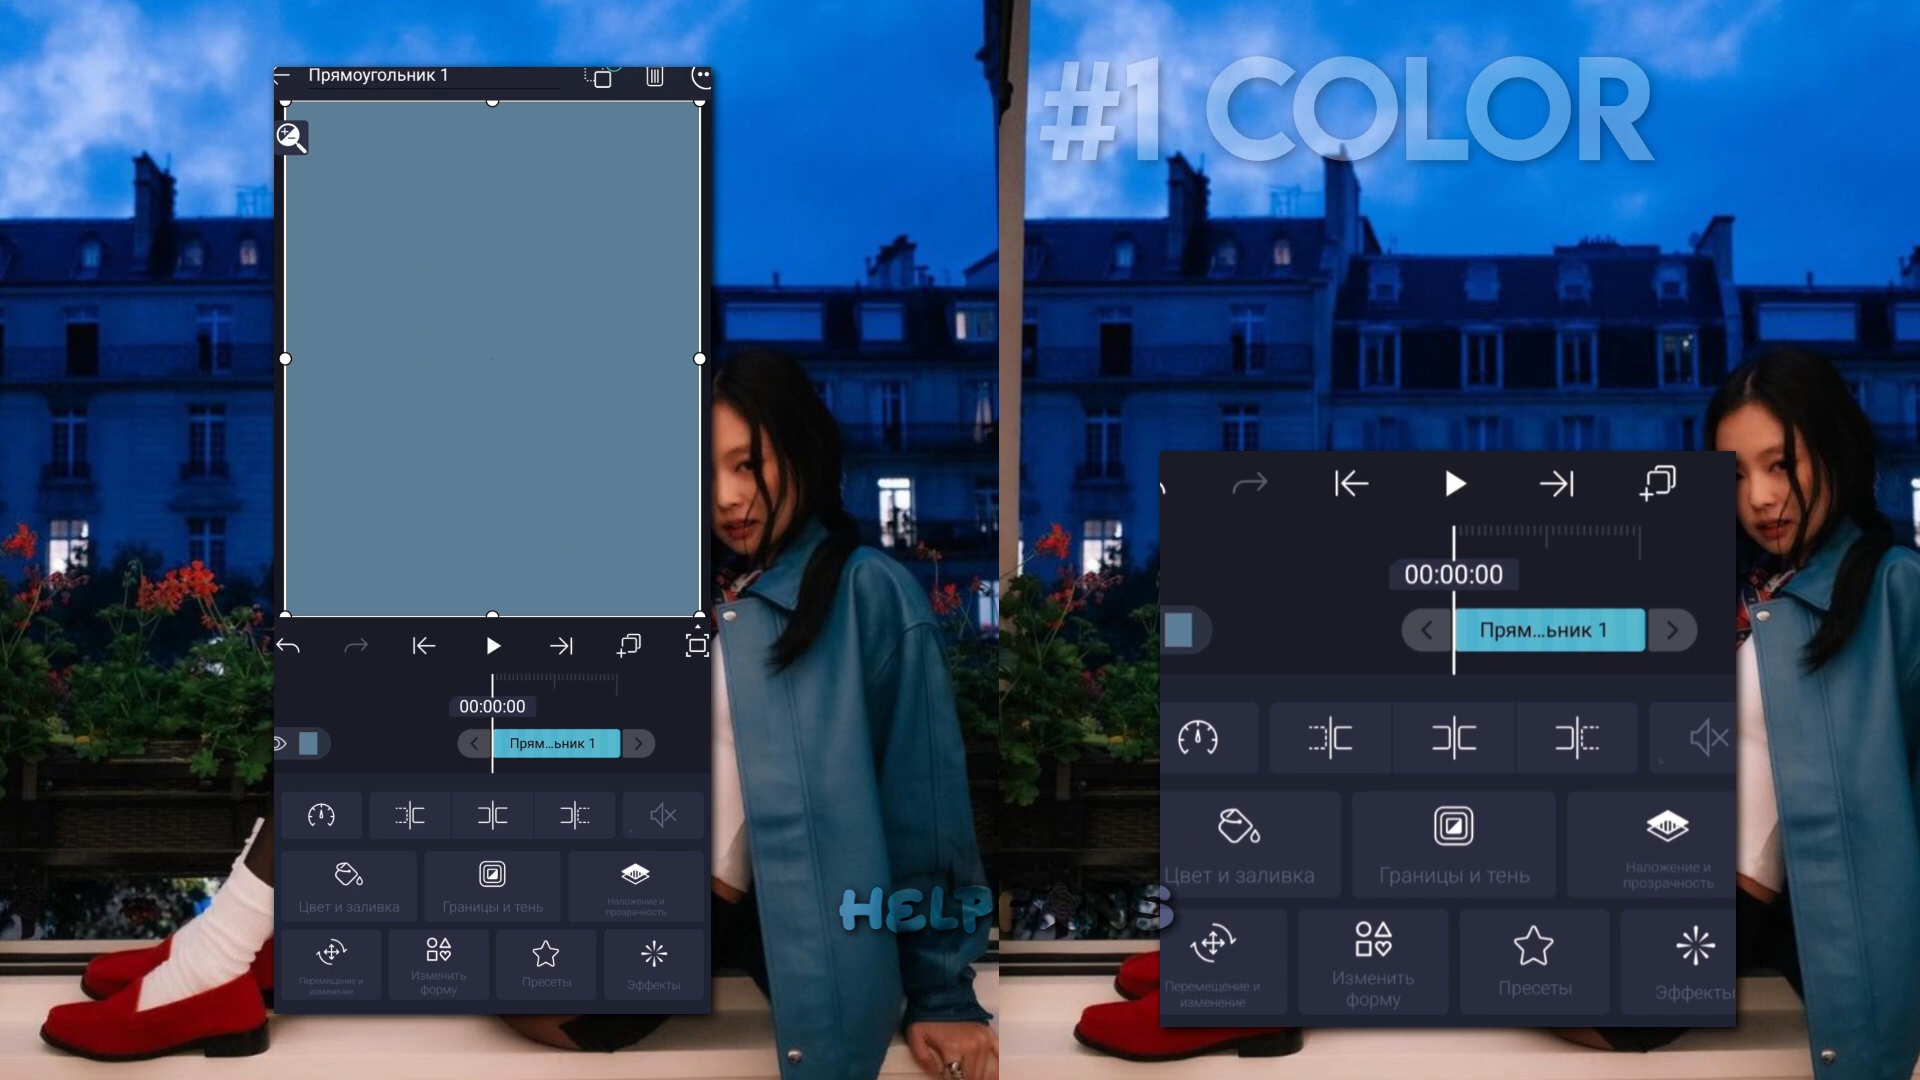 Прямоугольник 1
00:00:00
Прям...ьник 1
Цвет и заливка
Границы и тень
Наложение и
прозрачность
Перемещение и
изменение
Изменить
форму
Пресеты
Эффекты
#1 COLOR
00:00:00
Прям...ьник 1
Цвет и заливка
Границы и тень
Наложение и
прозрачность
Перемещение и
изменение
Изменить
форму
Пресеты
Эффекты
HELPFANS